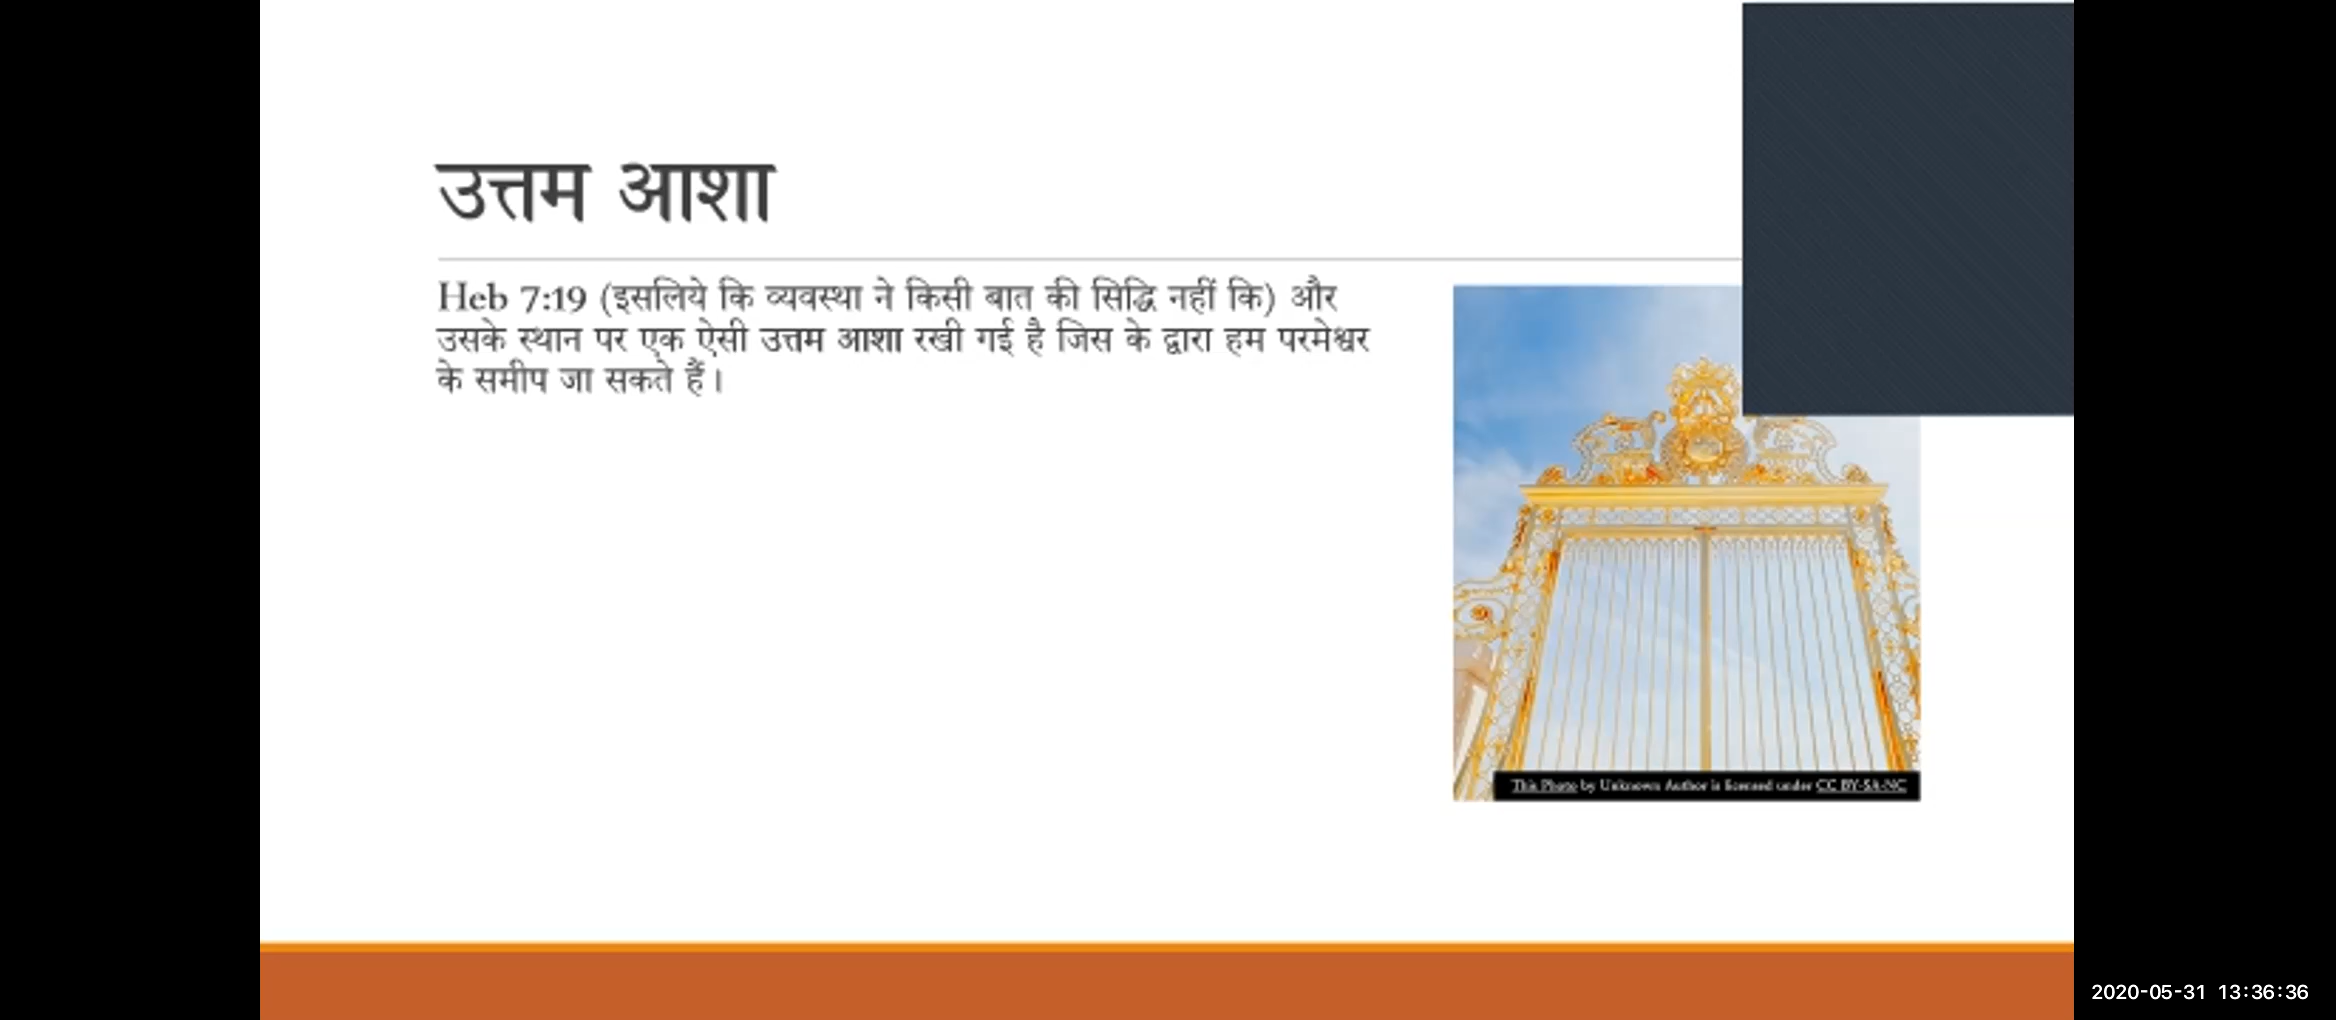 उत्तम आशा
Heb 7:19 (इसलिये कि व्यवस्था ने किसी बात की सिद्धि नहीं कि) और
उसके स्थान पर एक ऐसी उत्तम आशा रखी गई है जिस के द्वारा हम परमेश्वर
के समीप जा सकते हैं।
This Photo by Unknown Author is licensed under CC BY-SA-NC
2020-05-31 13:36:36